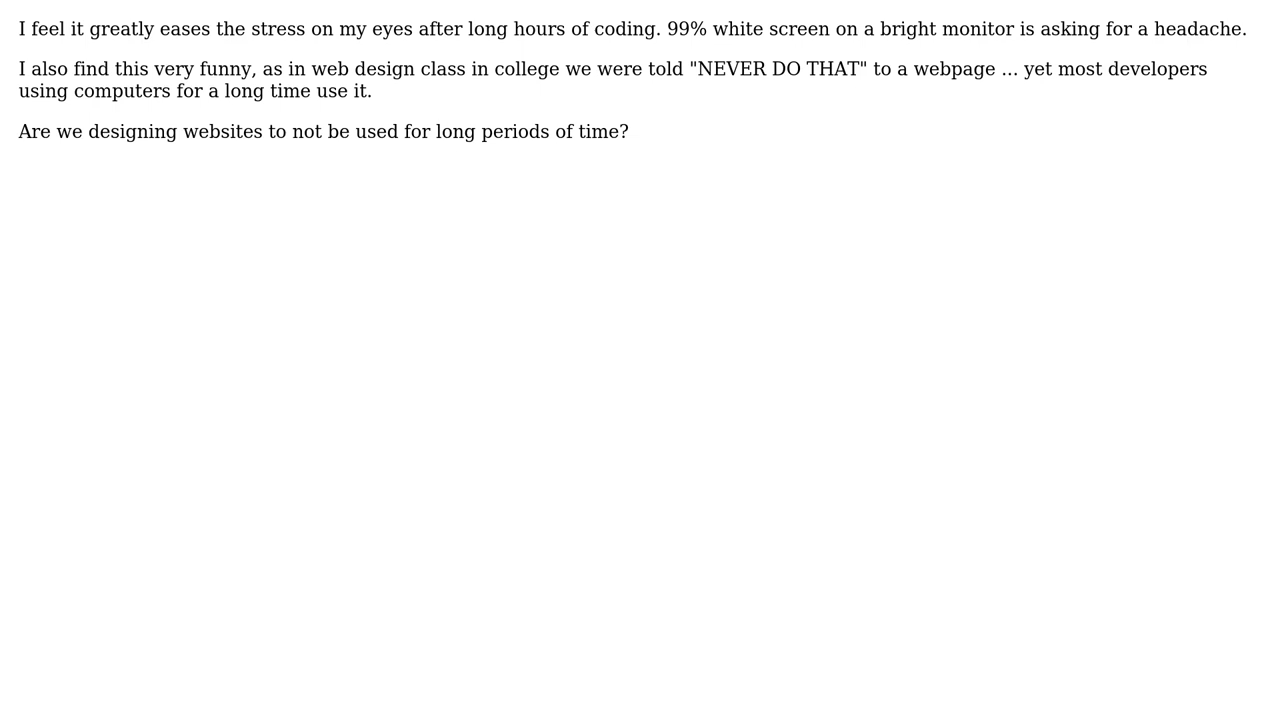 I feel it greatly eases the stress on my eyes after long hours of coding. 99% white screen on a bright monitor is asking for a headache.
I also find this very funny, as in web design class in college we were told "NEVER DO THAT" to a webpage ... yet most developers
using computers for a long time use it.
Are we designing websites to not be used for long periods of time?